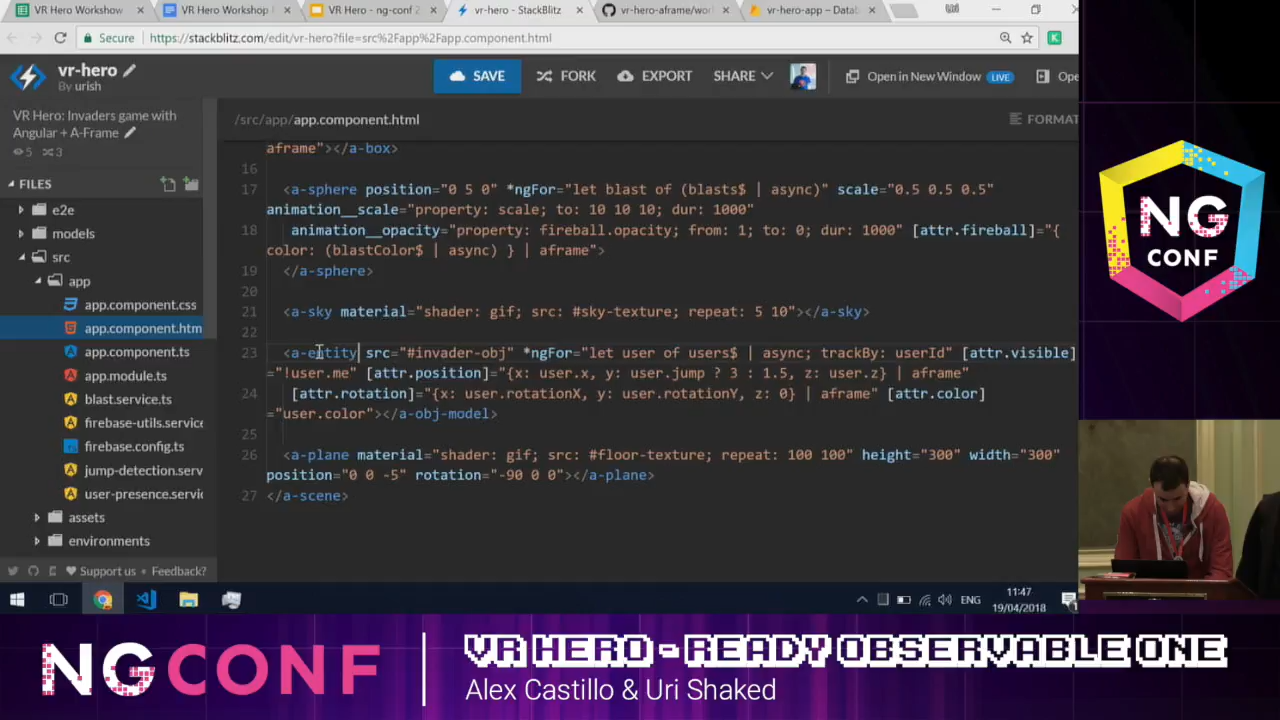 VR Hero Workshop
VR Hero Workshop
VR Hero - ng-conf 2
vr-hero - StackBlitz
vr-hero-aframe/work
vr-hero-app – Datab
Secure
https://stackblitz.com/edit/vr-hero?file=src%2Fapp%2Fapp.component.html
vr-hero
By urish
SAVE
FORK
EXPORT
SHARE
Open in New Window
LIVE
Ope
VR Hero: Invaders game with
Angular + A-Frame
5
3
FILES
e2e
models
src
app
app.component.css
app.component.htm
app.component.ts
app.module.ts
blast.service.ts
firebase-utils.service
firebase.config.ts
jump-detection.serv
user-presence.servic
assets
environments
Support us
Feedback?
/src/app/app.component.html
FORMAT
aframe"></a-box>
16
17 <a-sphere position="0 5 0" *ngFor="let blast of (blasts$ | async)" scale="0.5 0.5 0.5"
animation__scale="property: scale; to: 10 10 10; dur: 1000"
18 animation__opacity="property: fireball.opacity; from: 1; to: 0; dur: 1000" [attr.fireball]="{
color: (blastColor$ | async) } | aframe">
19 </a-sphere>
20
21 <a-sky material="shader: gif; src: #sky-texture; repeat: 5 10"></a-sky>
22
23 <a-entity src="#invader-obj" *ngFor="let user of users$ | async; trackBy: userId" [attr.visible]
="!user.me" [attr.position]="{x: user.x, y: user.jump ? 3 : 1.5, z: user.z} | aframe"
24 [attr.rotation]="{x: user.rotationX, y: user.rotationY, z: 0} | aframe" [attr.color]
="user.color"></a-obj-model>
25
26 <a-plane material="shader: gif; src: #floor-texture; repeat: 100 100" height="300" width="300"
position="0 0 -5" rotation="-90 0 0"></a-plane>
27 </a-scene>
ENG
11:47
19/04/2018
NG
CONF
NGCONF
VR HERO - READY OBSERVABLE ONE
Alex Castillo & Uri Shaked